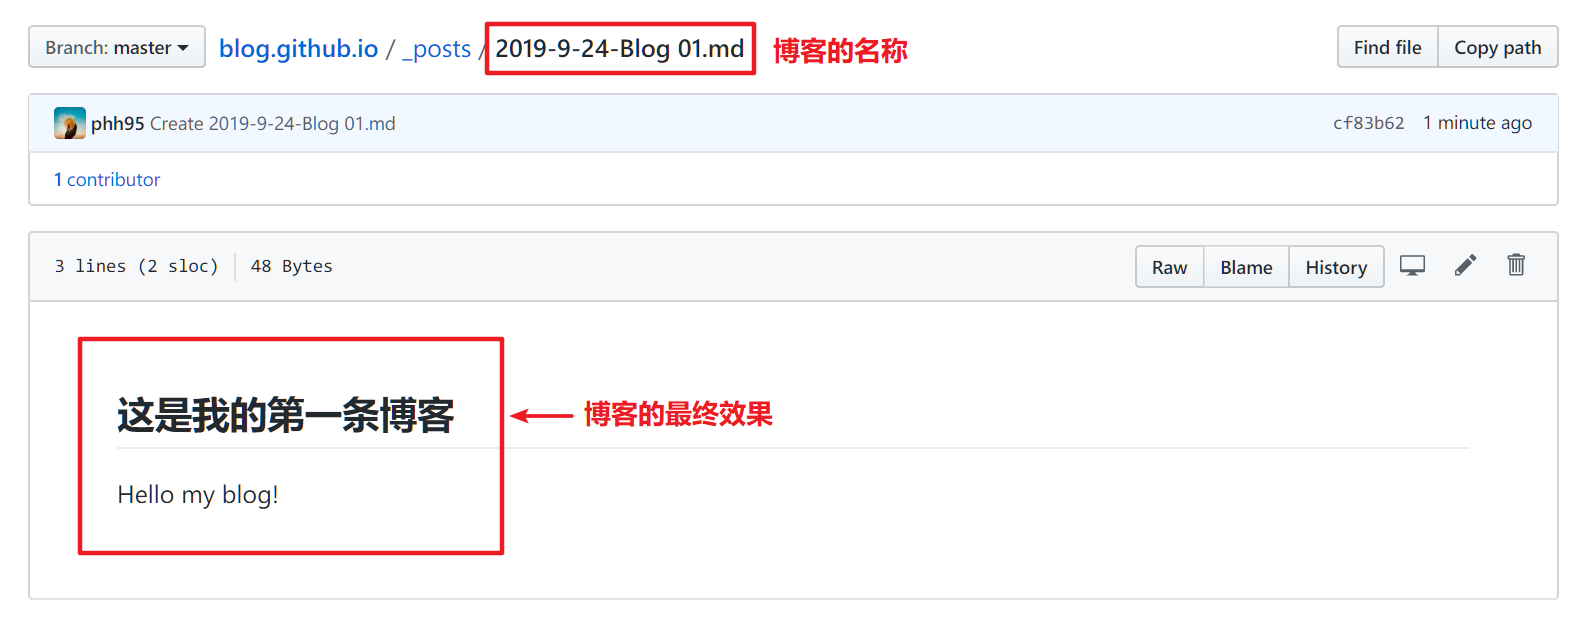 Branch: master
blog.github.io / _posts / 2019-9-24-Blog 01.md
博客的名称
Find file
Copy path
phh95 Create 2019-9-24-Blog 01.md
cf83b62 1 minute ago
1 contributor
3 lines (2 sloc)
48 Bytes
Raw
Blame
History
这是我的第一条博客
博客的最终效果
Hello my blog!